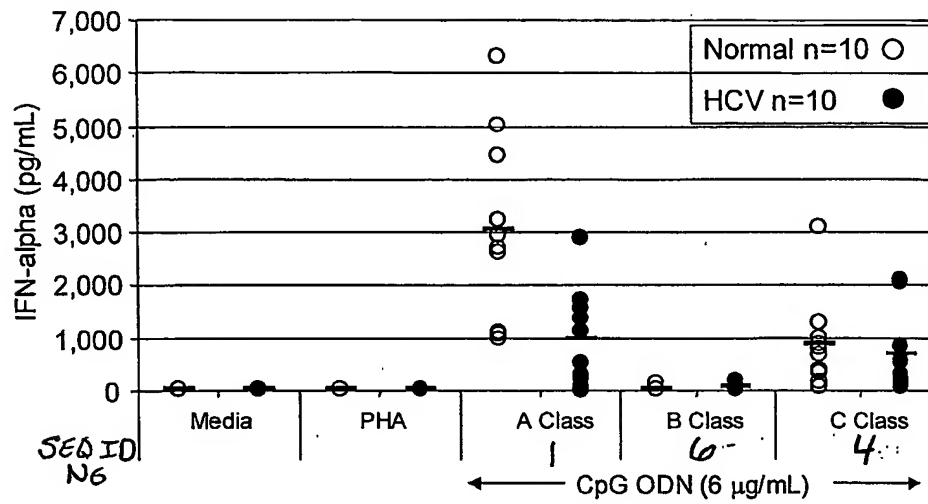 7,000
6,000
5,000
4,000
3,000
2,000
1,000
0
IFN-alpha (pg/mL)
Normal n=10
HCV n=10
Media PHA A Class B Class C Class
SEQ ID 1 6 4
NO
CpG ODN (6 µg/mL)